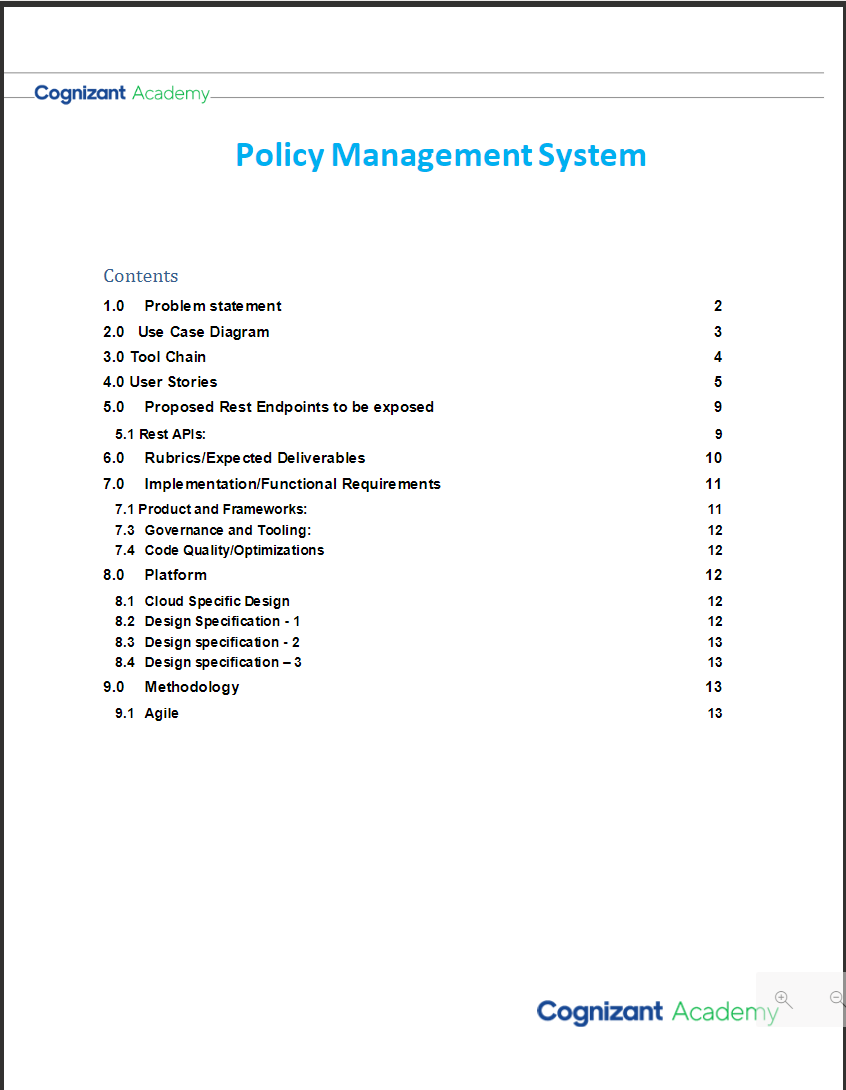 Cognizant Academy
Policy Management System
Contents
1.0 Problem statement 2
2.0 Use Case Diagram 3
3.0 Tool Chain 4
4.0 User Stories 5
5.0 Proposed Rest Endpoints to be exposed 9
5.1 Rest APIs: 9
6.0 Rubrics/Expected Deliverables 10
7.0 Implementation/Functional Requirements 11
7.1 Product and Frameworks: 11
7.3 Governance and Tooling: 12
7.4 Code Quality/Optimizations 12
8.0 Platform 12
8.1 Cloud Specific Design 12
8.2 Design Specification - 1 12
8.3 Design specification - 2 13
8.4 Design specification – 3 13
9.0 Methodology 13
9.1 Agile 13
Cognizant Academy